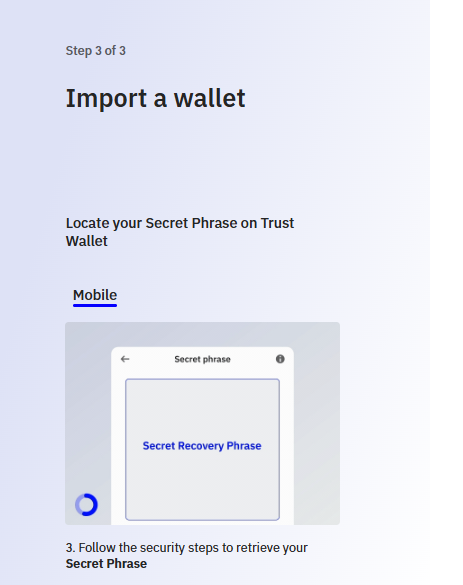 Step 3 of 3
Import a wallet
Locate your Secret Phrase on Trust
Wallet
Mobile
Secret phrase
Secret Recovery Phrase
3. Follow the security steps to retrieve your
Secret Phrase